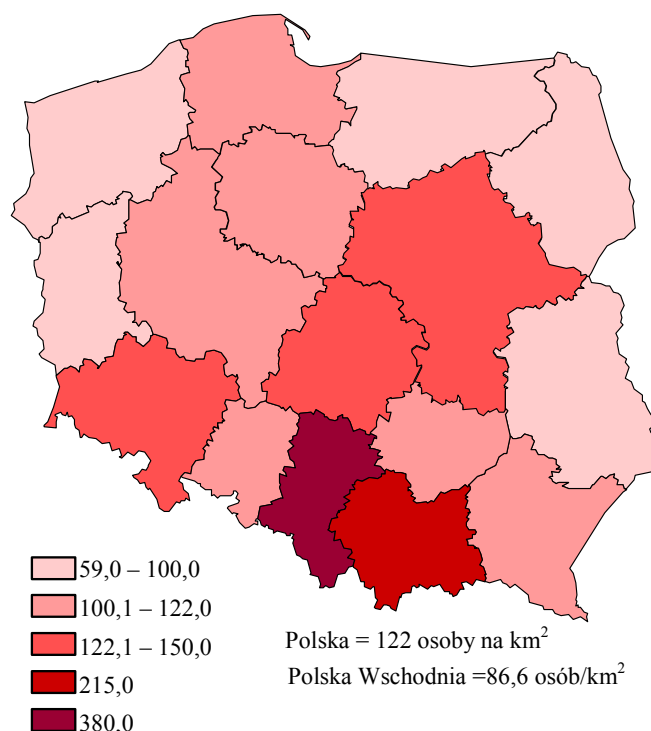 59,0 – 100,0
100,1 – 122,0
122,1 – 150,0
215,0
380,0
Polska = 122 osoby na km²
Polska Wschodnia =86,6 osób/km²